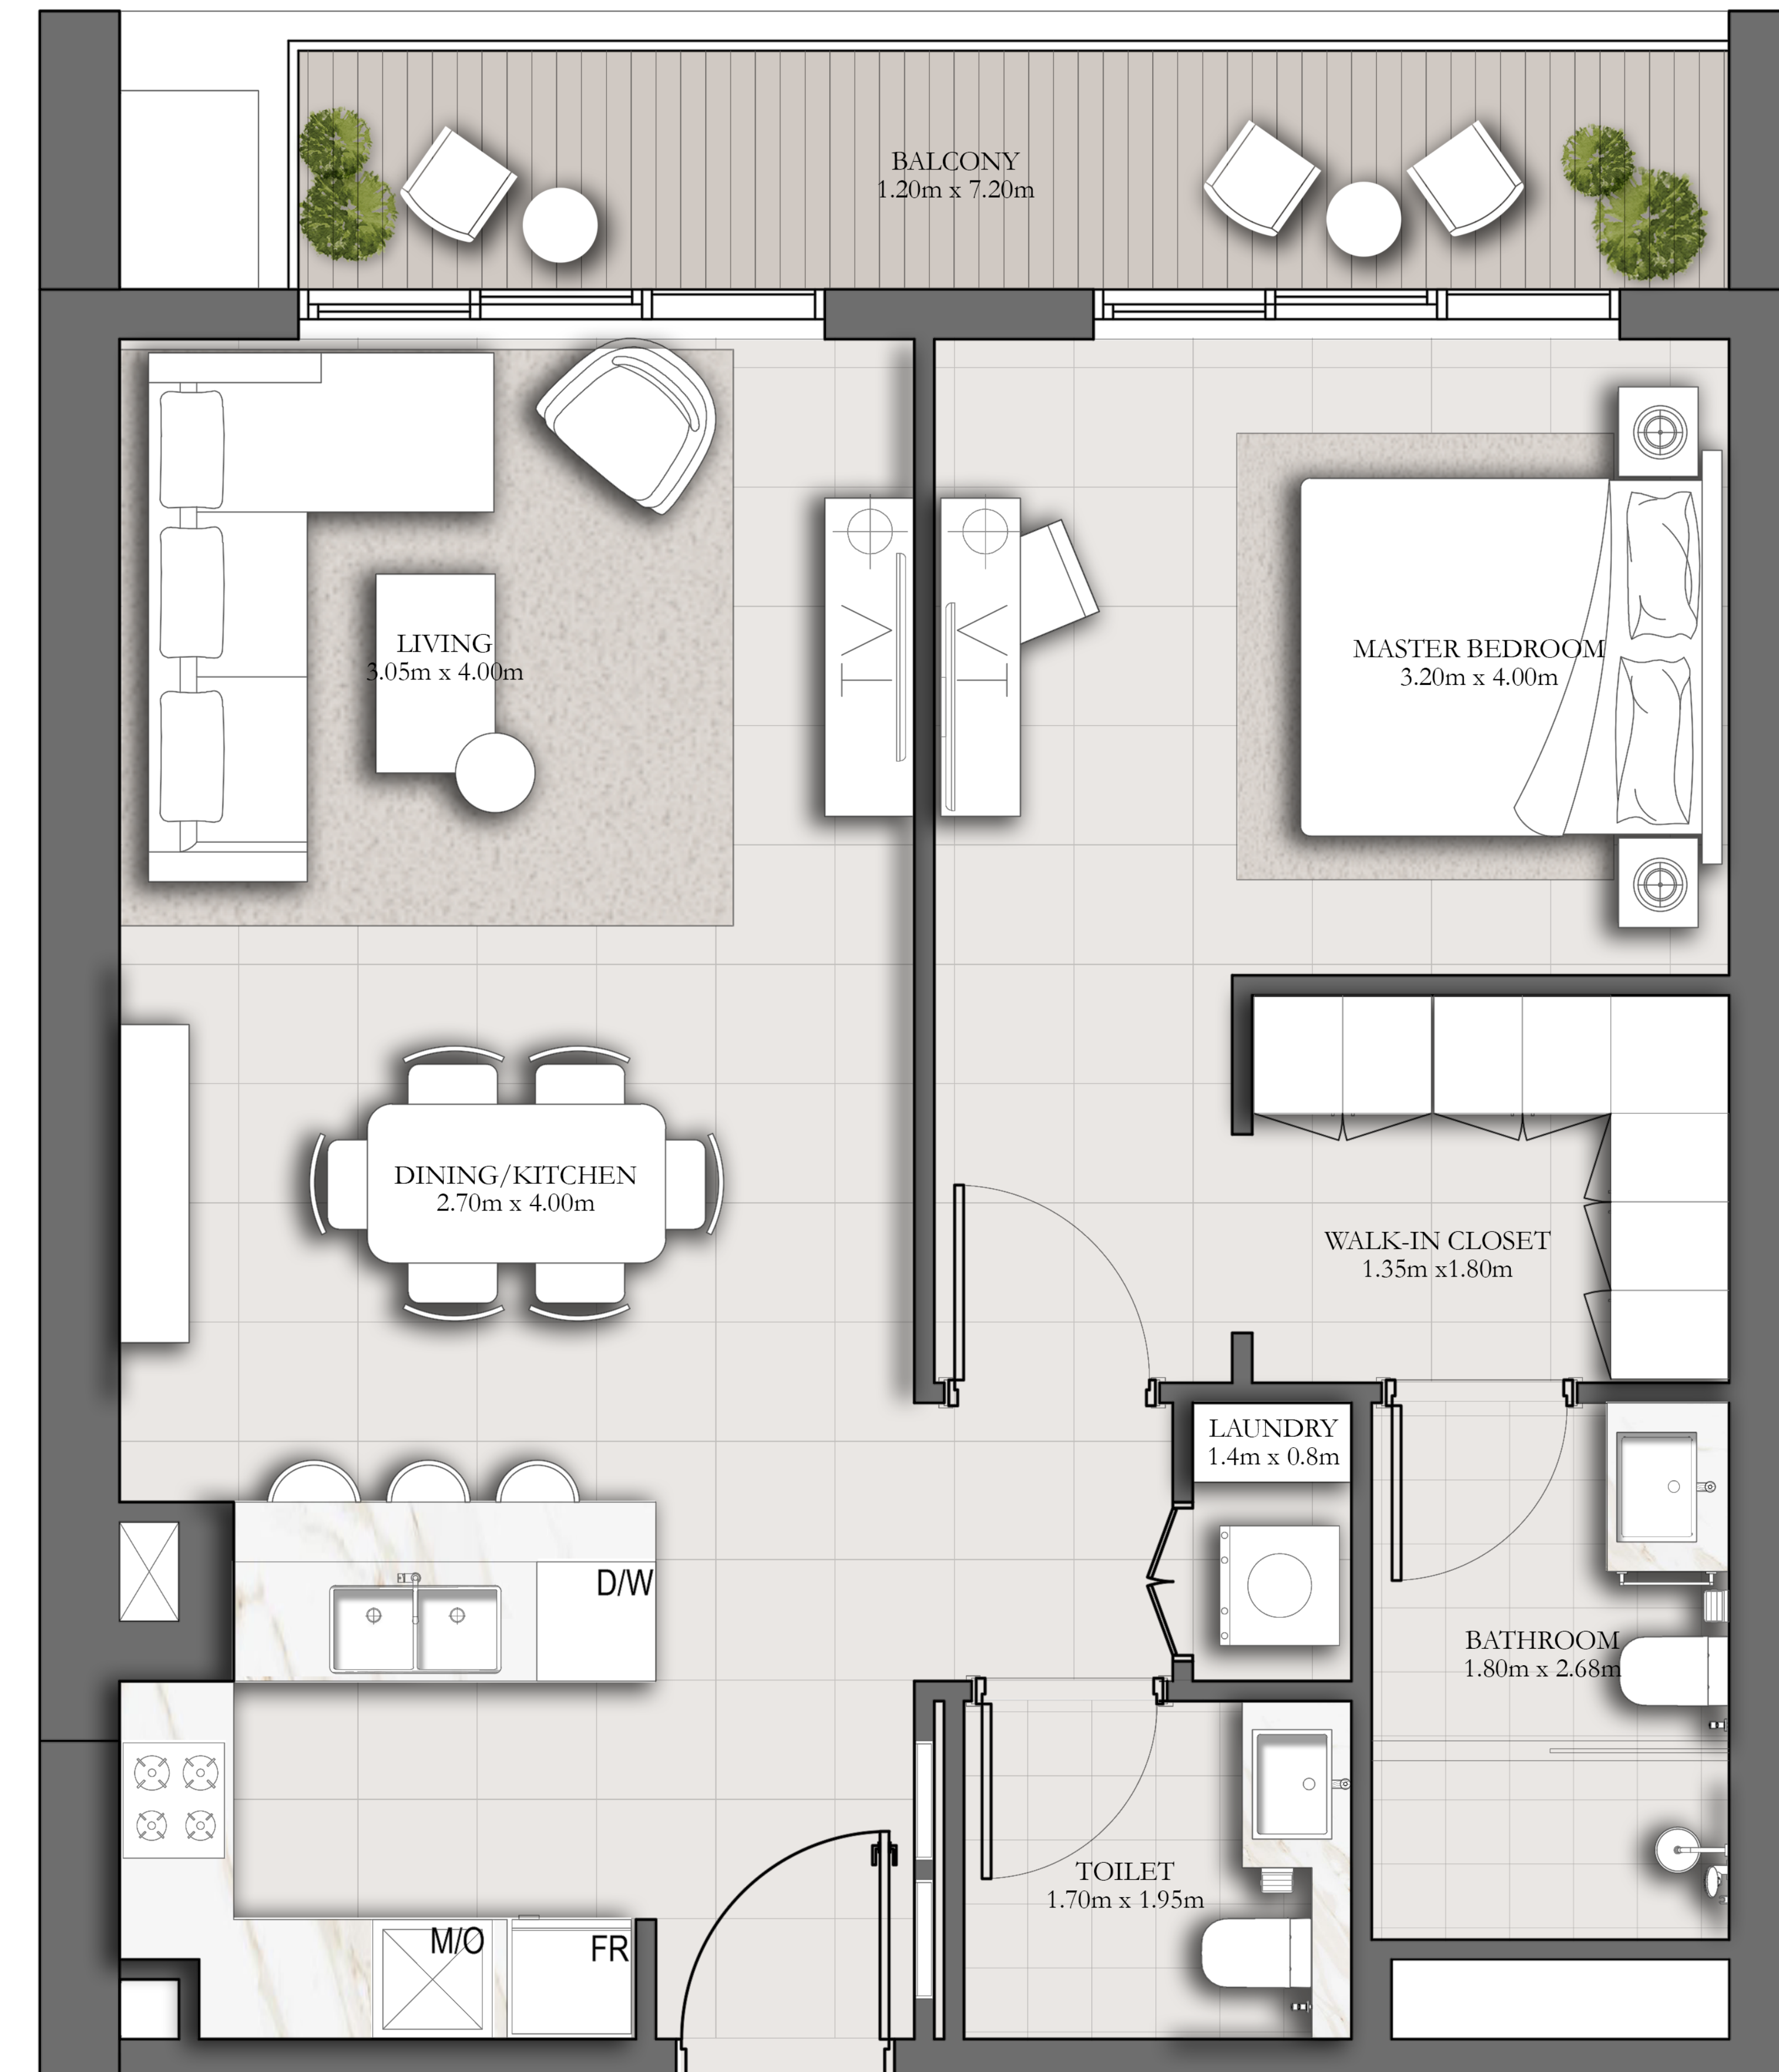 BALCONY
1.20m x 7.20m
LIVING
3.05m x 4.00m
TV
TV
MASTER BEDROOM
3.20m x 4.00m
DINING/KITCHEN
2.70m x 4.00m
WALK-IN CLOSET
1.35m x1.80m
LAUNDRY
1.4m x 0.8m
D/W
BATHROOM
1.80m x 2.68m
TOILET
1.70m x 1.95m
M/O
FR